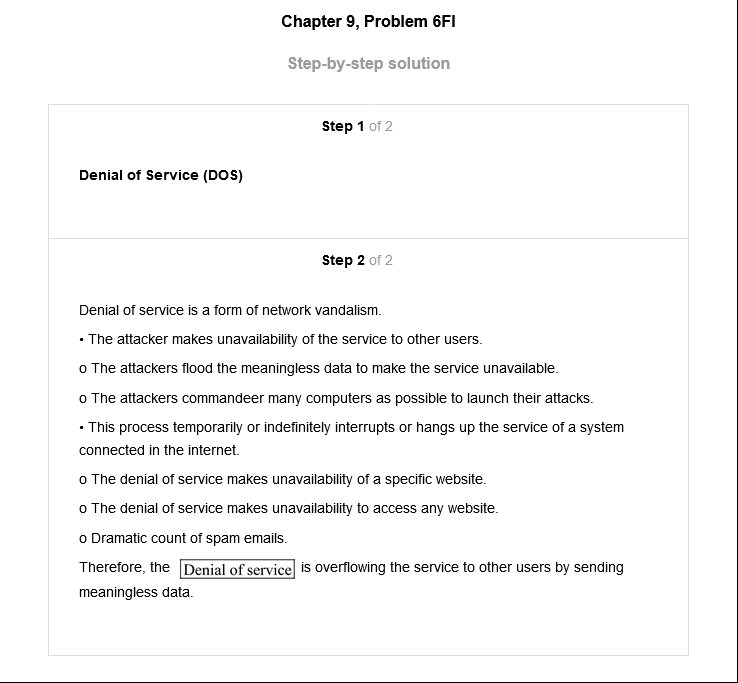 Chapter 9, Problem 6FI
Step-by-step solution
Step 1 of 2
Denial of Service (DOS)
Step 2 of 2
Denial of service is a form of network vandalism.
• The attacker makes unavailability of the service to other users.
o The attackers flood the meaningless data to make the service unavailable.
o The attackers commandeer many computers as possible to launch their attacks.
• This process temporarily or indefinitely interrupts or hangs up the service of a system
connected in the internet.
o The denial of service makes unavailability of a specific website.
o The denial of service makes unavailability to access any website.
o Dramatic count of spam emails.
Therefore, the Denial of service is overflowing the service to other users by sending
meaningless data.